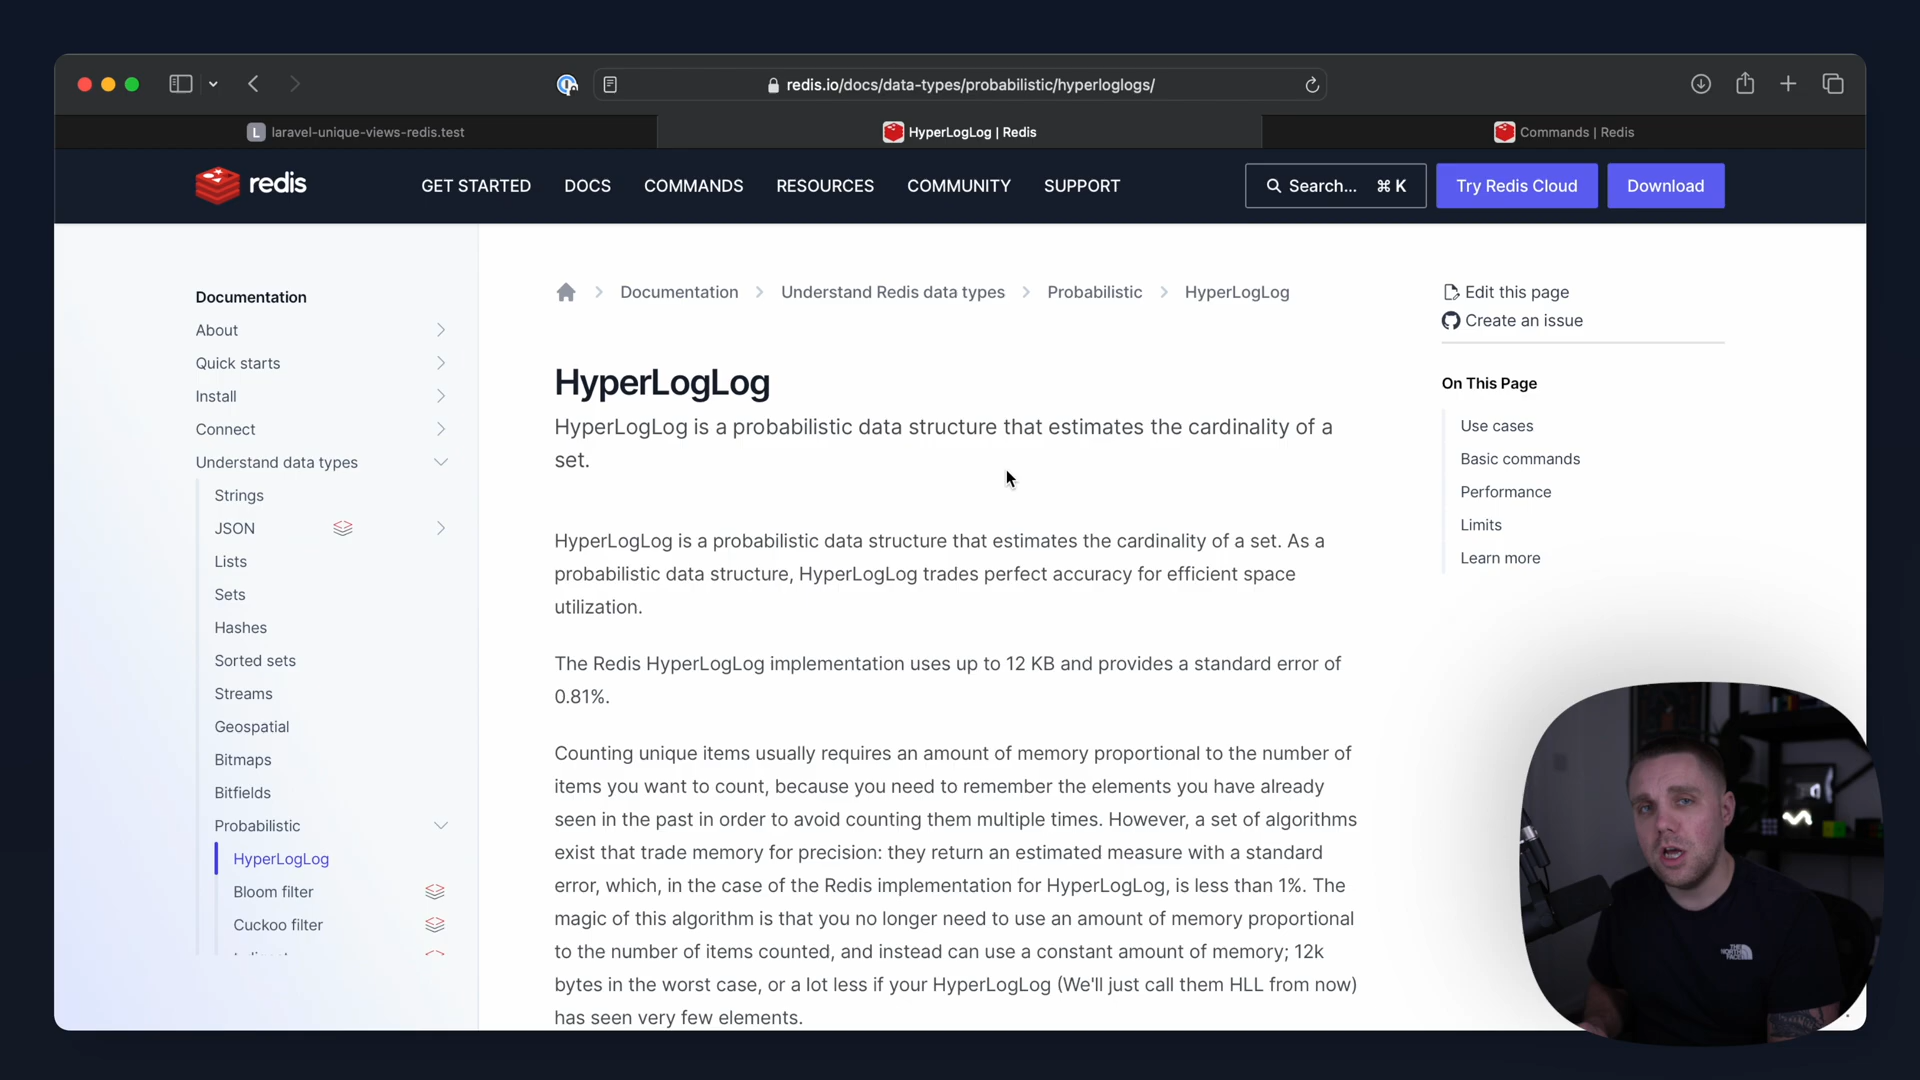 redis.io/docs/data-types/probabilistic/hyperloglogs/
L laravel-unique-views-redis.test
HyperLogLog | Redis
Commands | Redis
redis
GET STARTED
DOCS
COMMANDS
RESOURCES
COMMUNITY
SUPPORT
Search... ⌘ K
Try Redis Cloud
Download
Documentation
About
Quick starts
Install
Connect
Understand data types
Strings
JSON
Lists
Sets
Hashes
Sorted sets
Streams
Geospatial
Bitmaps
Bitfields
Probabilistic
HyperLogLog
Bloom filter
Cuckoo filter
Documentation
Understand Redis data types
Probabilistic
HyperLogLog
HyperLogLog
HyperLogLog is a probabilistic data structure that estimates the cardinality of a
set.
HyperLogLog is a probabilistic data structure that estimates the cardinality of a set. As a
probabilistic data structure, HyperLogLog trades perfect accuracy for efficient space
utilization.
The Redis HyperLogLog implementation uses up to 12 KB and provides a standard error of
0.81%.
Counting unique items usually requires an amount of memory proportional to the number of
items you want to count, because you need to remember the elements you have already
seen in the past in order to avoid counting them multiple times. However, a set of algorithms
exist that trade memory for precision: they return an estimated measure with a standard
error, which, in the case of the Redis implementation for HyperLogLog, is less than 1%. The
magic of this algorithm is that you no longer need to use an amount of memory proportional
to the number of items counted, and instead can use a constant amount of memory; 12k
bytes in the worst case, or a lot less if your HyperLogLog (We'll just call them HLL from now)
has seen very few elements.
Edit this page
Create an issue
On This Page
Use cases
Basic commands
Performance
Limits
Learn more
THE
NORTH
FACE